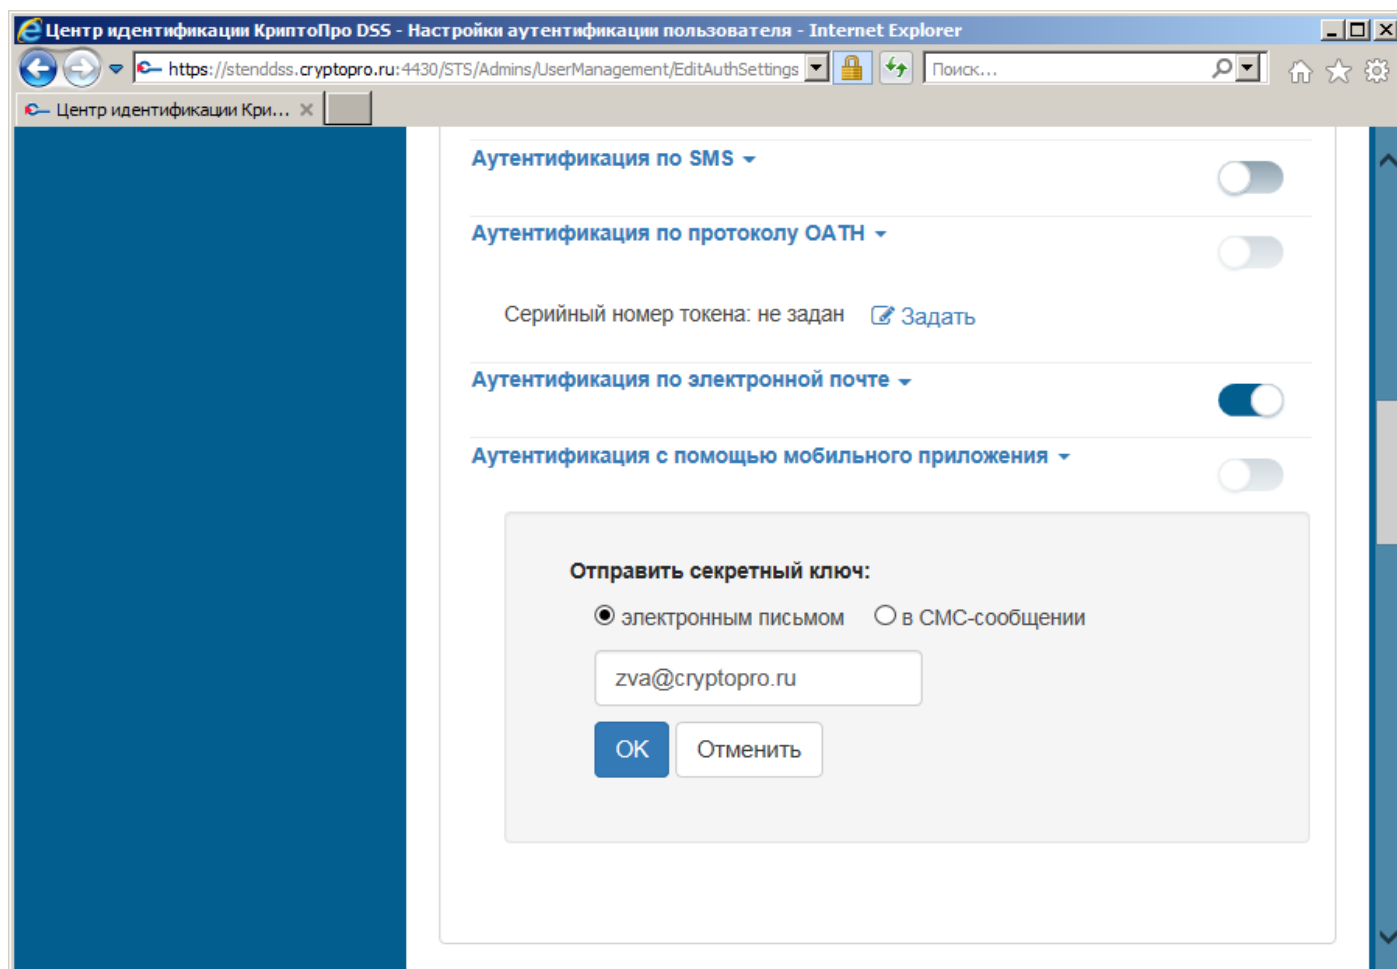 Центр идентификации КриптоПро DSS - Настройки аутентификации пользователя - Internet Explorer
https://stenddss.cryptopro.ru:4430/STS/Admins/UserManagement/EditAuthSettings
Поиск...
Центр идентификации Кри...
Аутентификация по SMS
Аутентификация по протоколу OATH
Серийный номер токена: не задан Задать
Аутентификация по электронной почте
Аутентификация с помощью мобильного приложения
Отправить секретный ключ:
электронным письмом в СМС-сообщении
zva@cryptopro.ru
OK Отменить